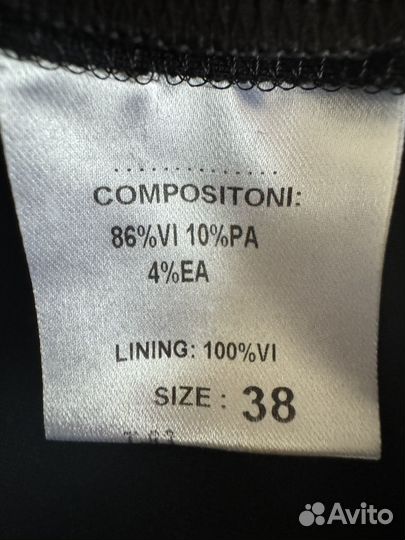 COMPOSITONI:
86%VI 10%PA
4%EA
LINING: 100%VI
SIZE : 38
Avito